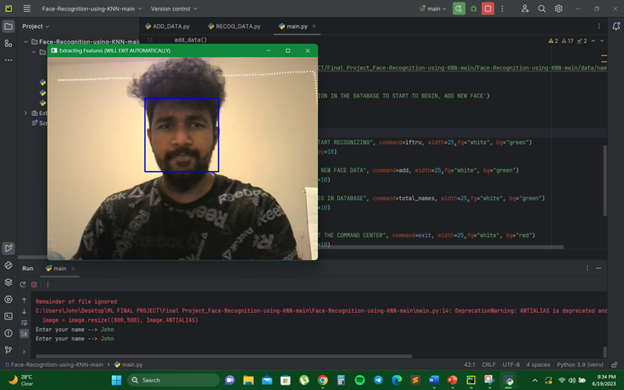 Face-Recognition-using-KNN-main
Version control
main
Project
ADD_DATA.py
RECOG_DATA.py
main.py
Face-Recognition-using-KNN-main
add_data()
2 17 2
Extracting Features (WILL EXIT AUTOMATICALLY)
CT/Final Project_Face-Recognition-using-KNN-main/Face-Recognition-using-KNN-main/data/nam
ION IN THE DATABASE TO START TO BEGIN, ADD NEW FACE")
START RECOGNIZING", command=iftru, width=25,fg="white", bg="green")
=10)
FACE DATA", command=add, width=25,fg="white", bg="green")
=10)
IN DATABASE", command=total_names, width=25,fg="white", bg="green")
=10)
THE COMMAND CENTER", command=exit, width=25,fg="white", bg="red")
=10)
Ext
Scr
Reebok
Reebok
Run
main
Remainder of file ignored
C:\Users\John\Desktop\ML FINAL PROJECT\Final Project_Face-Recognition-using-KNN-main\Face-Recognition-using-KNN-main\main.py:14: DeprecationWarning: ANTIALIAS is deprecated and
image = image.resize((800,500), Image.ANTIALIAS)
Enter your name --> John
Enter your name --> John
Face-Recognition-using-KNN-main
main.py
42:1
CRLF
UTF-8
4 spaces
Python 3.9 (venv)
28°C
Clear
Search
9:34 PM
6/19/2023